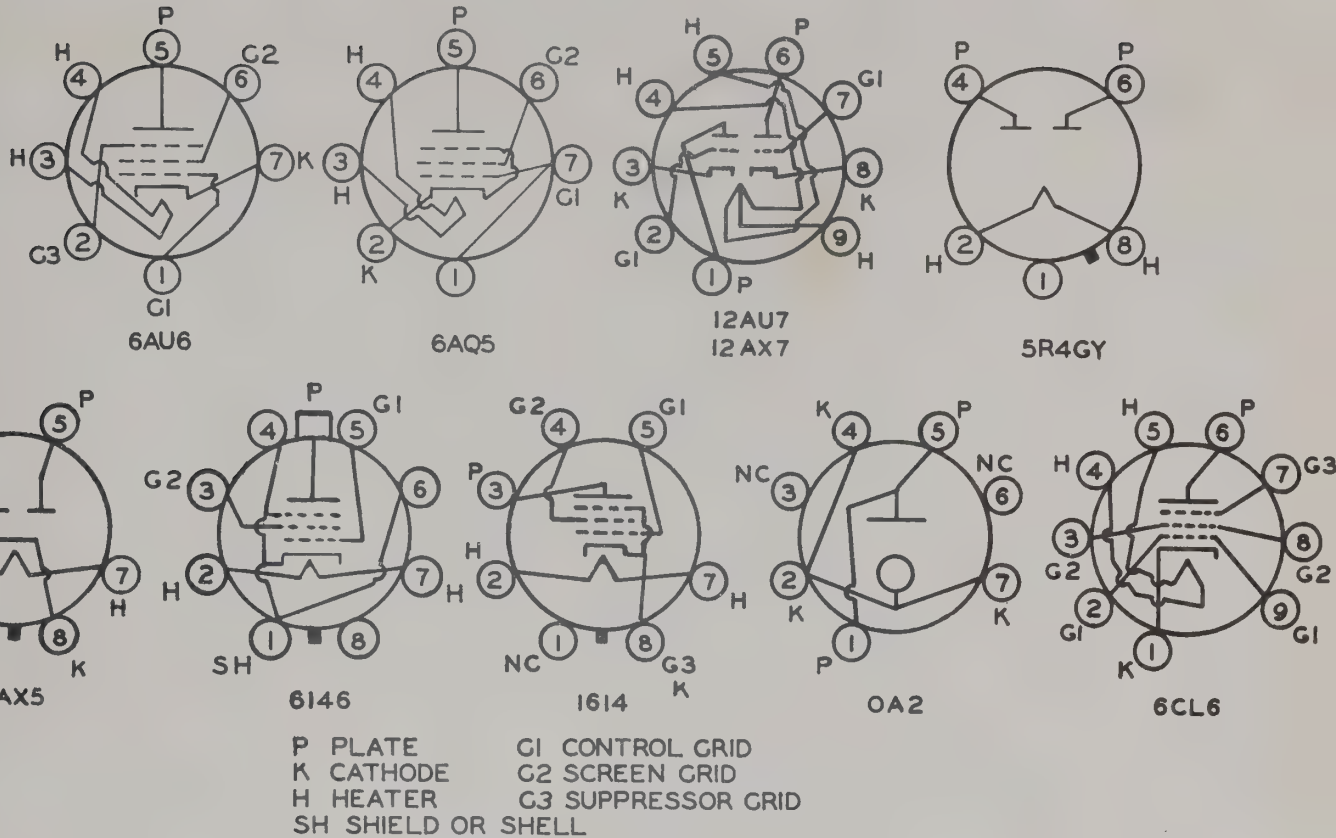 P
H 5 G2
4 6
H 3 7 K
2
G3 1
G1
6AU6
P
H 5 G2
4 6
3 7
H G1
2
K 1
6AQ5
H P
5 6
H G1
4 7
3 8
K K
2 9
G1 H
1 P
12AU7
12AX7
P P
4 6
2 8
H 1 H
5R4GY
P
5
7
H
8
K
AX5
P
4 5 G1
G2 3 6
2 7
H H
1 8
SH
6146
G2 4 5 G1
P
3
H
2 7
H
1 8
NC G3
K
1614
K P
4 5
NC NC
3 6
2 7
K K
1
P
0A2
H P
5 6
H G3
4 7
3 8
G2 G2
2 9
G1 G1
1
K
6CL6
P PLATE G1 CONTROL GRID
K CATHODE G2 SCREEN GRID
H HEATER G3 SUPPRESSOR GRID
SH SHIELD OR SHELL